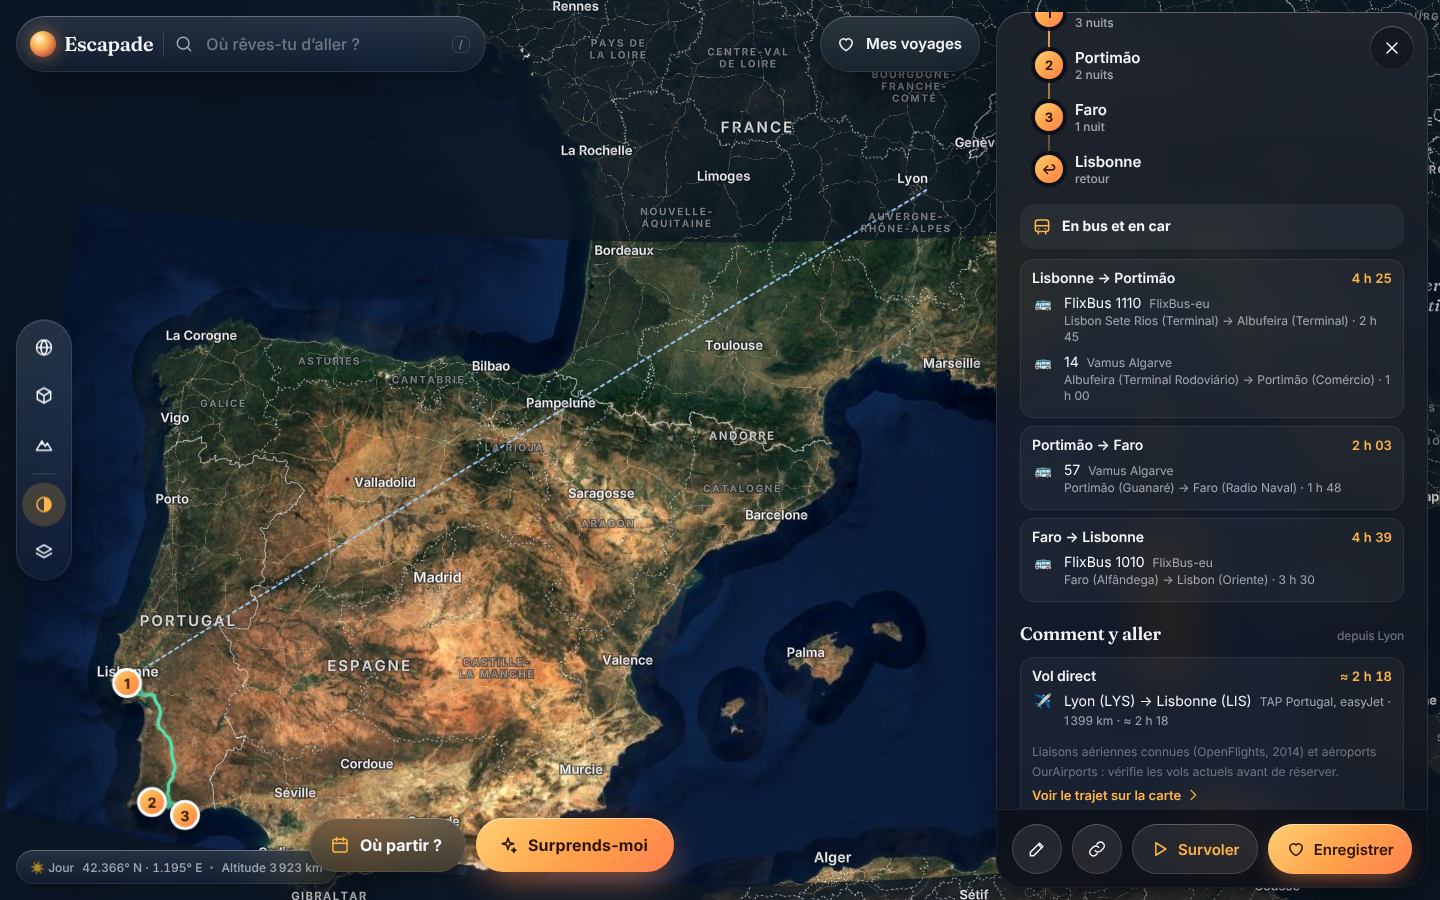 Escapade
Où rêves-tu d'aller ?
/
Mes voyages
Rennes
PAYS DE
LA LOIRE
CENTRE-VAL
DE LOIRE
BOURGOGNE-
FRANCHE-
COMTÉ
FRANCE
La Rochelle
Genèv
Limoges
Lyon
NOUVELLE-
AQUITAINE
AUVERGNE-
RHÔNE-ALPES
Bordeaux
La Corogne
ASTURIES
Bilbao
CANTABRIE
Toulouse
Marseille
GALICE
Vigo
Pampelune
LA RIOJA
ANDORRE
Valladolid
Saragosse
CATALOGNE
Porto
Barcelone
ARAGON
Madrid
PORTUGAL
Lisbonne
ESPAGNE
CASTILLE-
LA MANCHE
Valence
Palma
1
2
3
Cordoue
Murcie
Séville
Alger
GIBRALTAR
Sétif
Où partir ?
Surprends-moi
Jour 42.366° N · 1.195° E • Altitude 3 923 km
1
3 nuits
2
Portimão
2 nuits
3
Faro
1 nuit
Lisbonne
retour
En bus et en car
Lisbonne → Portimão
4 h 25
FlixBus 1110 FlixBus-eu
Lisbon Sete Rios (Terminal) → Albufeira (Terminal) · 2 h
45
14 Vamus Algarve
Albufeira (Terminal Rodoviário) → Portimão (Comércio) · 1
h 00
Portimão → Faro
2 h 03
57 Vamus Algarve
Portimão (Guanaré) → Faro (Radio Naval) · 1 h 48
Faro → Lisbonne
4 h 39
FlixBus 1010 FlixBus-eu
Faro (Alfândega) → Lisbon (Oriente) · 3 h 30
Comment y aller
depuis Lyon
Vol direct
≈ 2 h 18
Lyon (LYS) → Lisbonne (LIS) TAP Portugal, easyJet ·
1399 km · ≈ 2 h 18
Liaisons aériennes connues (OpenFlights, 2014) et aéroports
OurAirports : vérifie les vols actuels avant de réserver.
Voir le trajet sur la carte
Survoler
Enregistrer